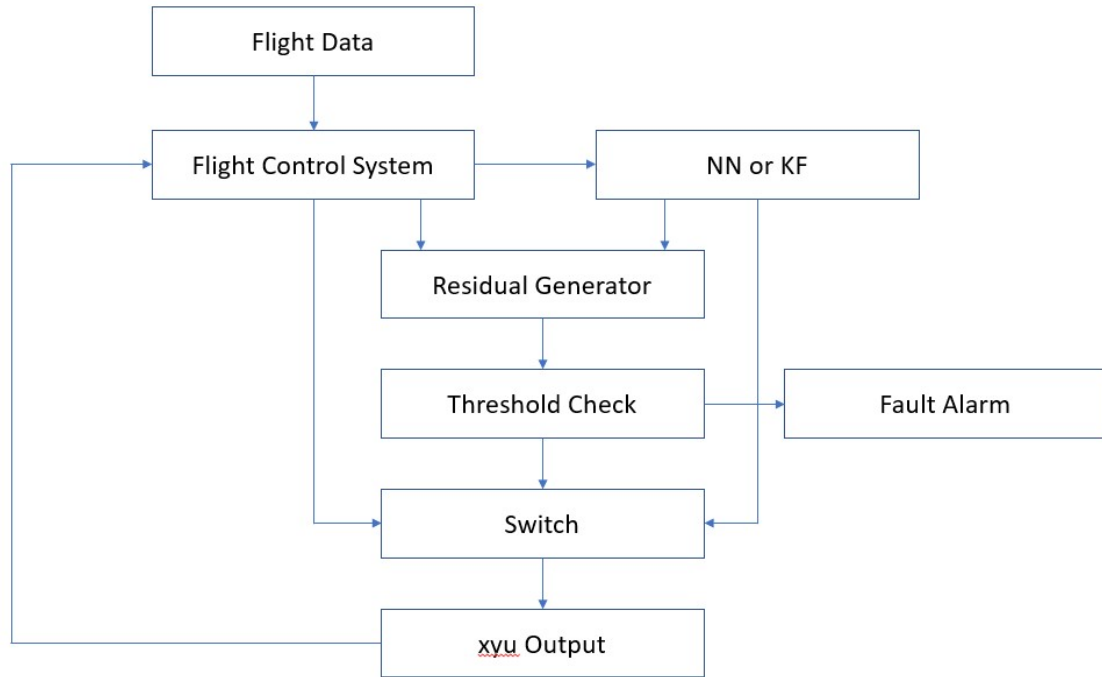 Flight Data
Flight Control System
NN or KF
Residual Generator
Threshold Check
Fault Alarm
Switch
xyu Output